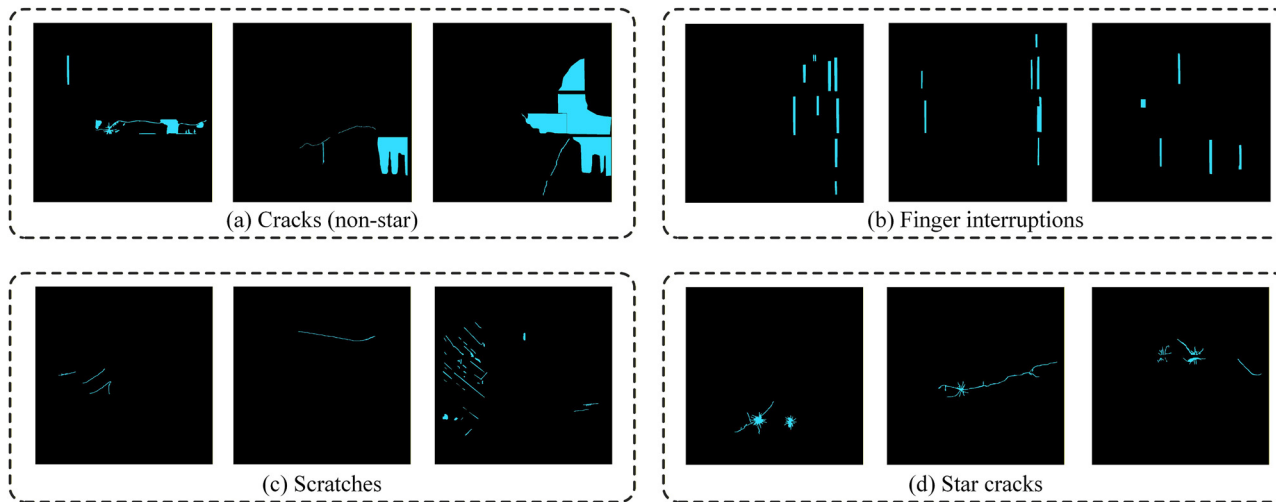 (a) Cracks (non-star)
(b) Finger interruptions
(c) Scratches
(d) Star cracks